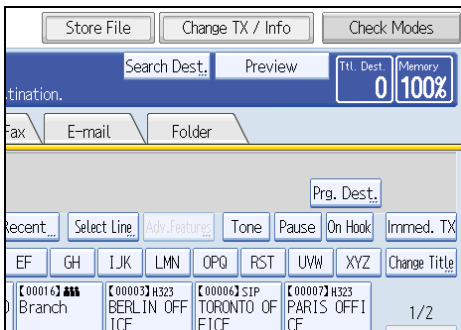 Store File Change TX / Info Check Modes
Search Dest. Preview Ttl. Dest. Memory
tination. 0 100%
Fax E-mail Folder
Prg. Dest.
Recent Select Line Adv.Features Tone Pause On Hook Immed. TX
EF GH IJK LMN OPQ RST UVW XYZ Change Title
[00016] [00003] H323 [00006] SIP [00007] H323
Branch BERLIN OFF TORONTO OF PARIS OFFI 1/2
ICE FICE CE